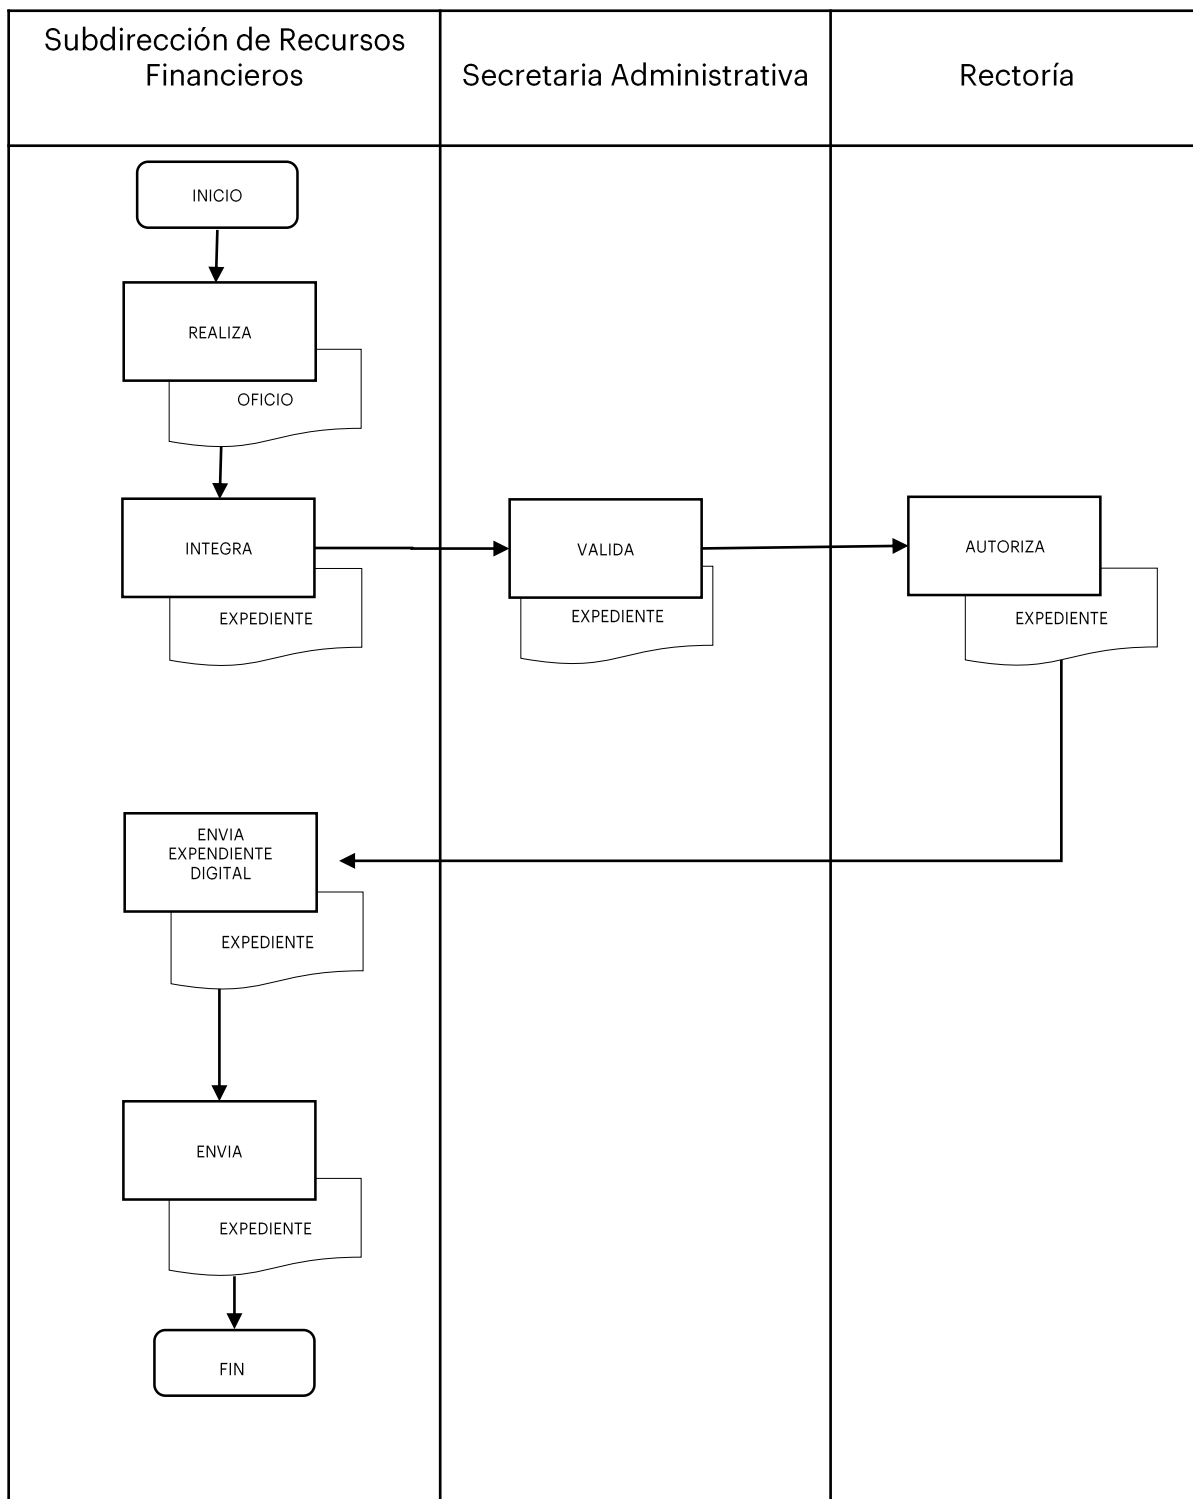 Subdirección de Recursos
Financieros
Secretaria Administrativa
Rectoría
INICIO
REALIZA
OFICIO
INTEGRA
EXPEDIENTE
VALIDA
EXPEDIENTE
AUTORIZA
EXPEDIENTE
ENVIA
EXPENDIENTE
DIGITAL
EXPEDIENTE
ENVIA
EXPEDIENTE
FIN